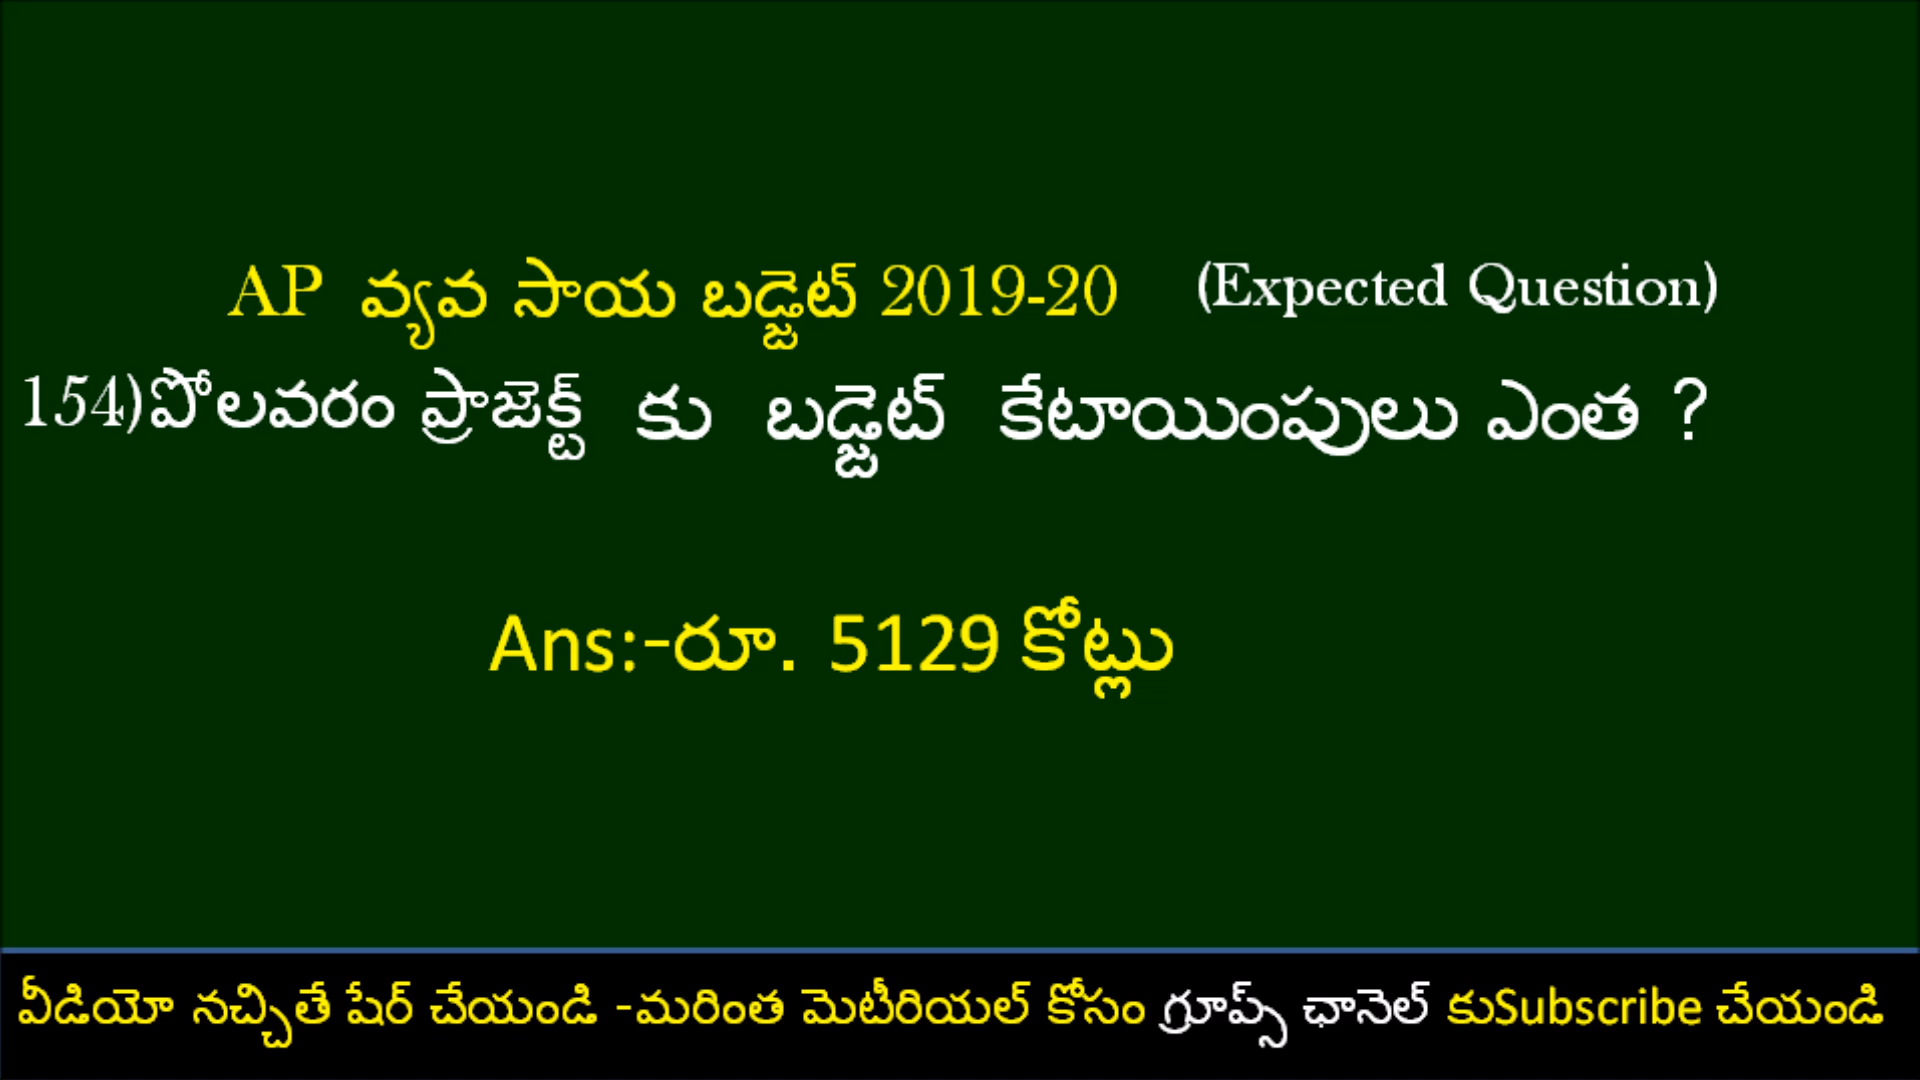 AP వ్యవ సాయ బడ్జెట్ 2019-20 (Expected Question)
154)పోలవరం ప్రాజెక్ట్ కు బడ్జెట్ కేటాయింపులు ఎంత ?
Ans:-రూ. 5129 కోట్లు
వీడియో నచ్చితే షేర్ చేయండి -మరింత మెటీరియల్ కోసం గ్రూప్స్ ఛానెల్ కుSubscribe చేయండి